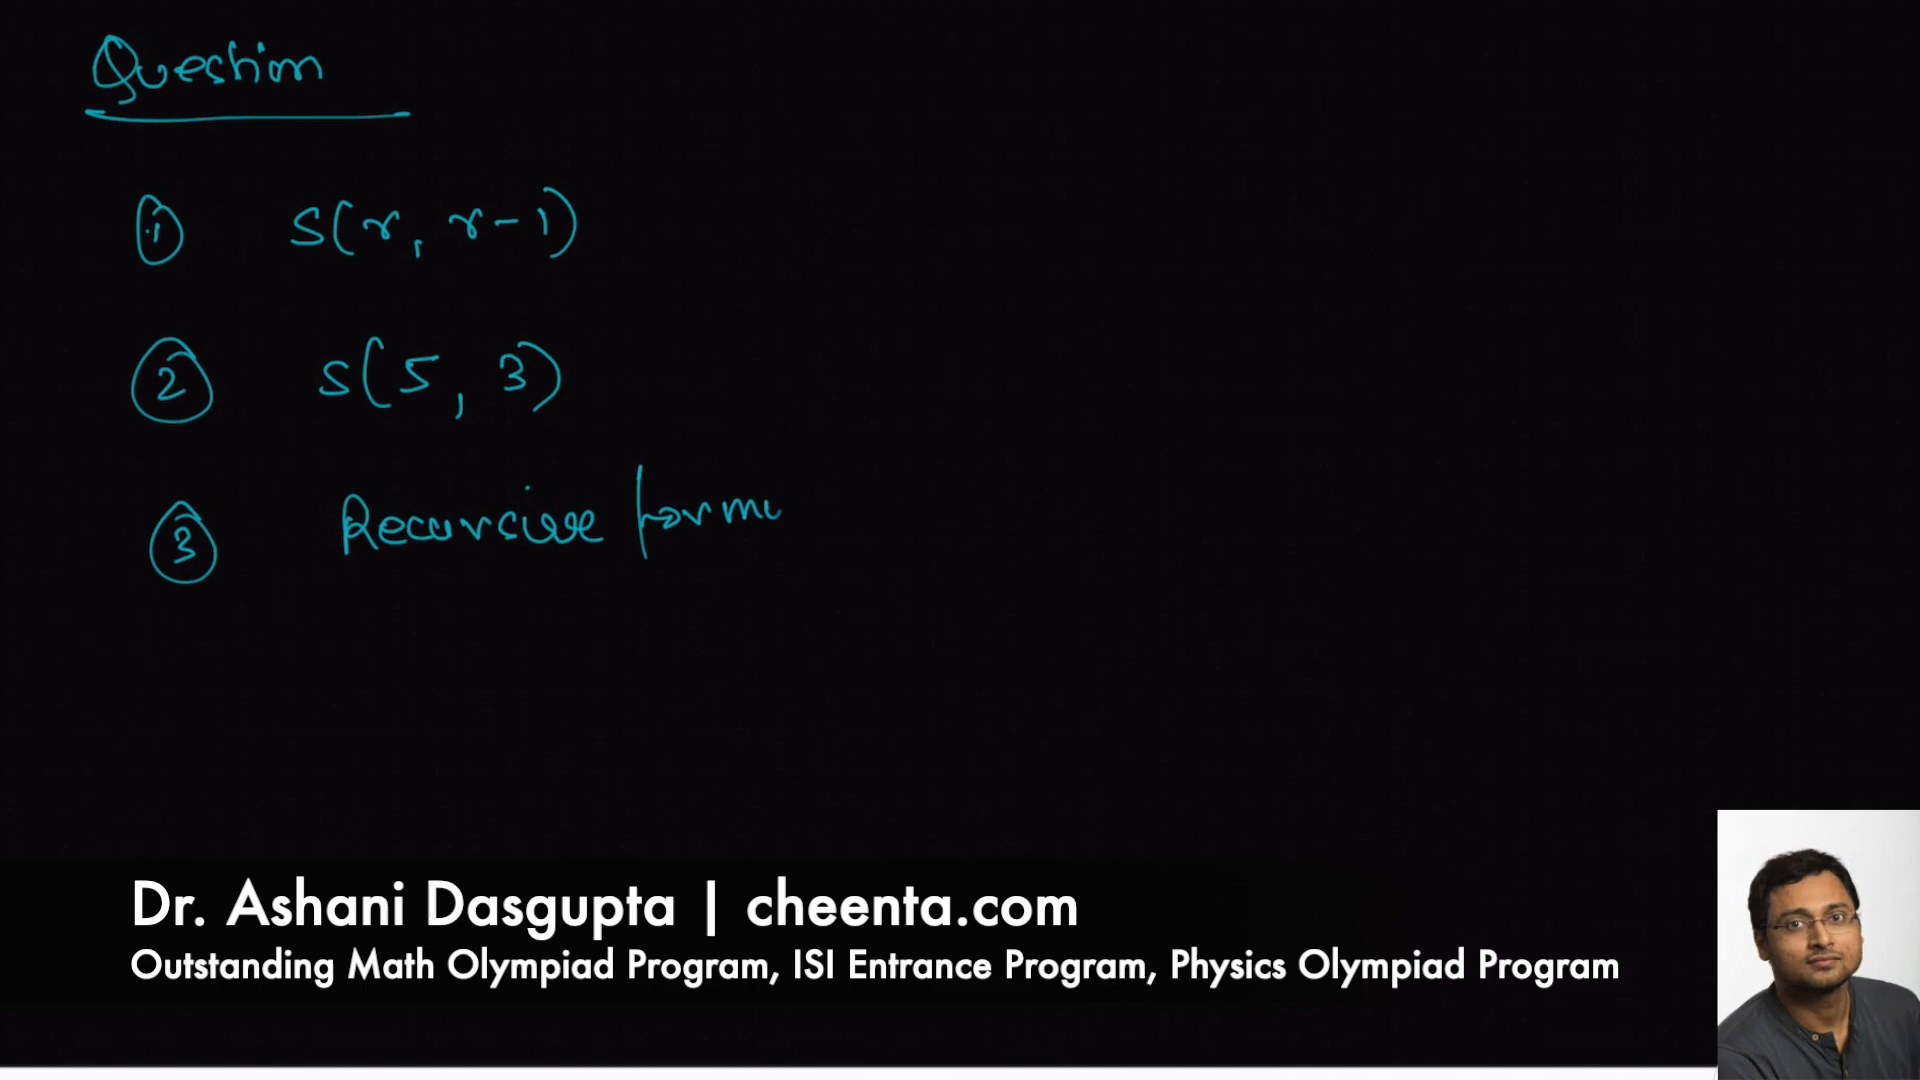 Question
1 S(r, r-1)
2 S(5, 3)
3 Recursive formu
Dr. Ashani Dasgupta | cheenta.com
Outstanding Math Olympiad Program, ISI Entrance Program, Physics Olympiad Program